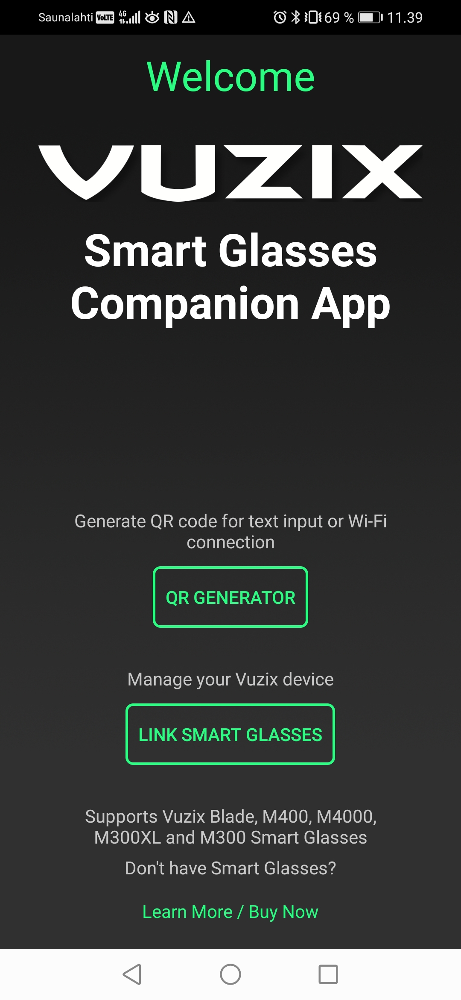 Saunalahti VoLTE 4G 69 % 11.39
Welcome
VUZIX
Smart Glasses
Companion App
Generate QR code for text input or Wi-Fi
connection
QR GENERATOR
Manage your Vuzix device
LINK SMART GLASSES
Supports Vuzix Blade, M400, M4000,
M300XL and M300 Smart Glasses
Don't have Smart Glasses?
Learn More / Buy Now